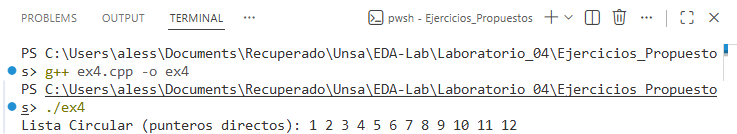 PROBLEMS OUTPUT TERMINAL ... pwsh - Ejercicios_Propuestos
PS C:\Users\aless\Documents\Recuperado\Unsa\EDA-Lab\Laboratorio_04\Ejercicios_Propuesto
s> g++ ex4.cpp -o ex4
PS C:\Users\aless\Documents\Recuperado\Unsa\EDA-Lab\Laboratorio_04\Ejercicios_Propuesto
s> ./ex4
Lista Circular (punteros directos): 1 2 3 4 5 6 7 8 9 10 11 12